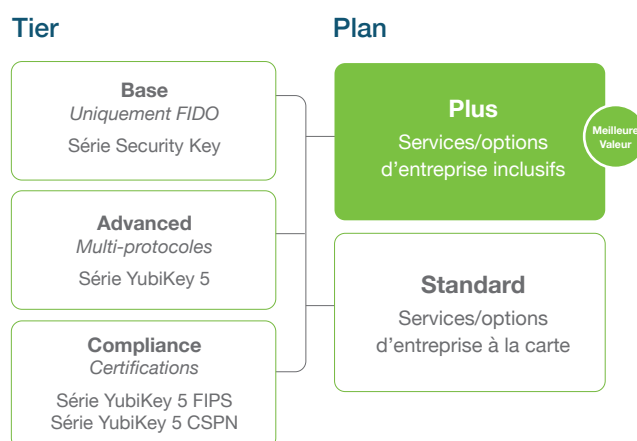 Tier
Base
Uniquement FIDO
Série Security Key
Advanced
Multi-protocoles
Série YubiKey 5
Compliance
Certifications
Série YubiKey 5 FIPS
Série YubiKey 5 CSPN
Plan
Plus
Services/options
d’entreprise inclusifs
Meilleure
Valeur
Standard
Services/options
d’entreprise à la carte